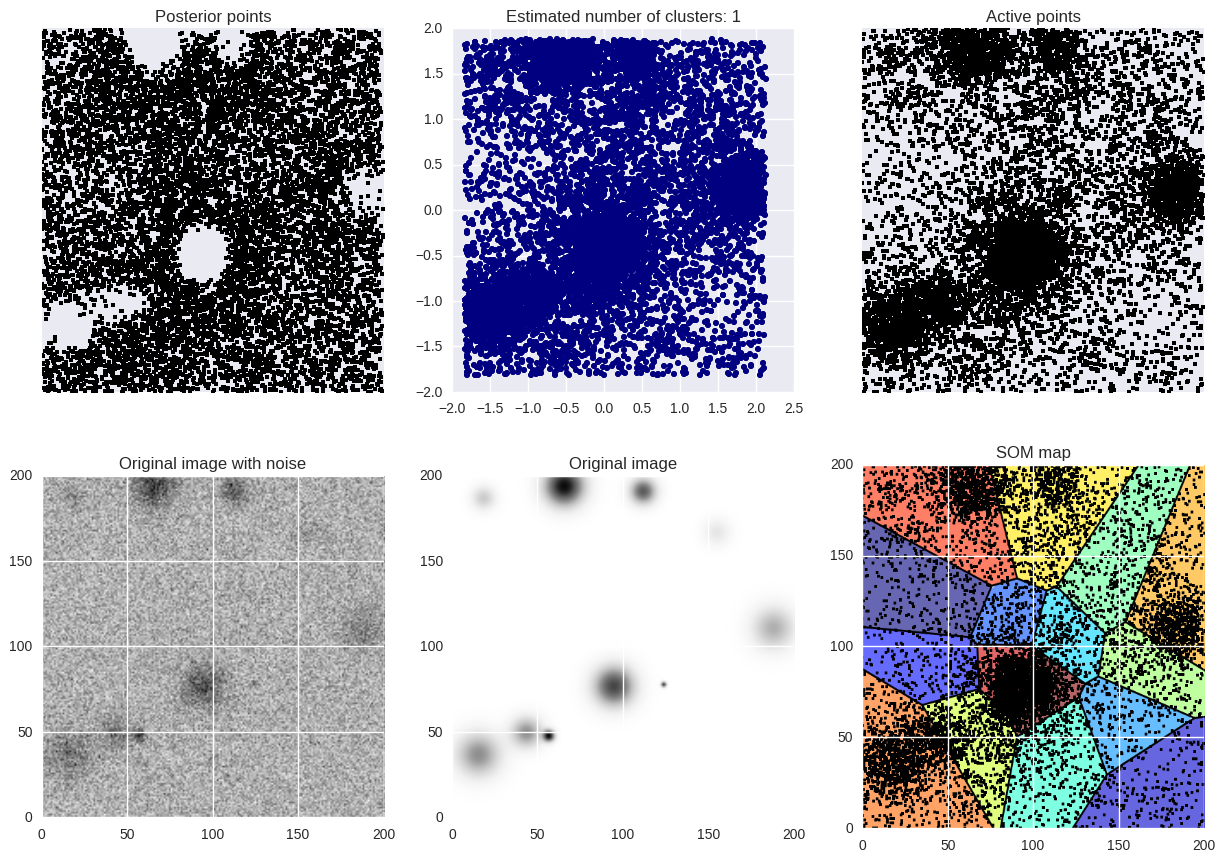 Posterior points
Estimated number of clusters: 1
Active points
2.0
1.5
1.0
0.5
0.0
−0.5
−1.0
−1.5
−2.0
−2.0 −1.5 −1.0 −0.5 0.0 0.5 1.0 1.5 2.0 2.5
Original image with noise
Original image
SOM map
200
150
100
50
0
0 50 100 150 200
200
150
100
50
0
0 50 100 150 200
200
150
100
50
0
0 50 100 150 200